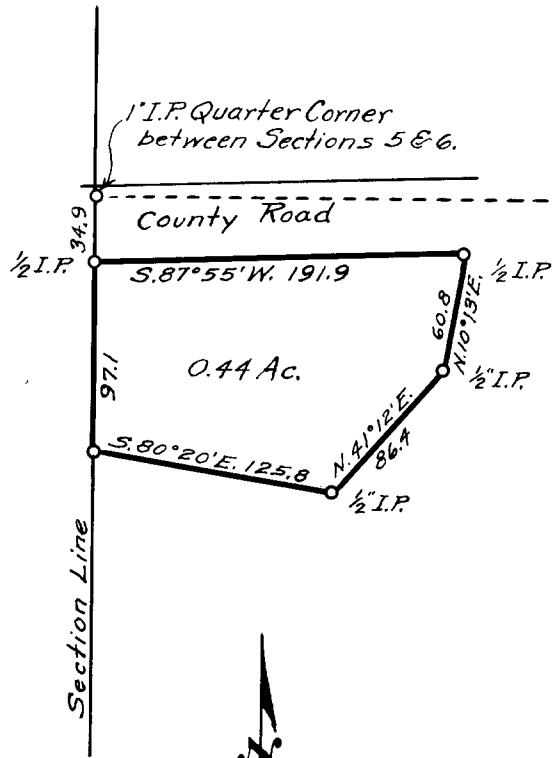 1" I.P. Quarter Corner
between Sections 5 & 6.
34.9
County Road
½ I.P.
S.87°55'W. 191.9
½ I.P.
60.8
N.10°13'E.
97.1
0.44 Ac.
½" I.P.
N.41°12'E.
86.4
S.80°20'E. 125.8
½" I.P.
Section Line
N